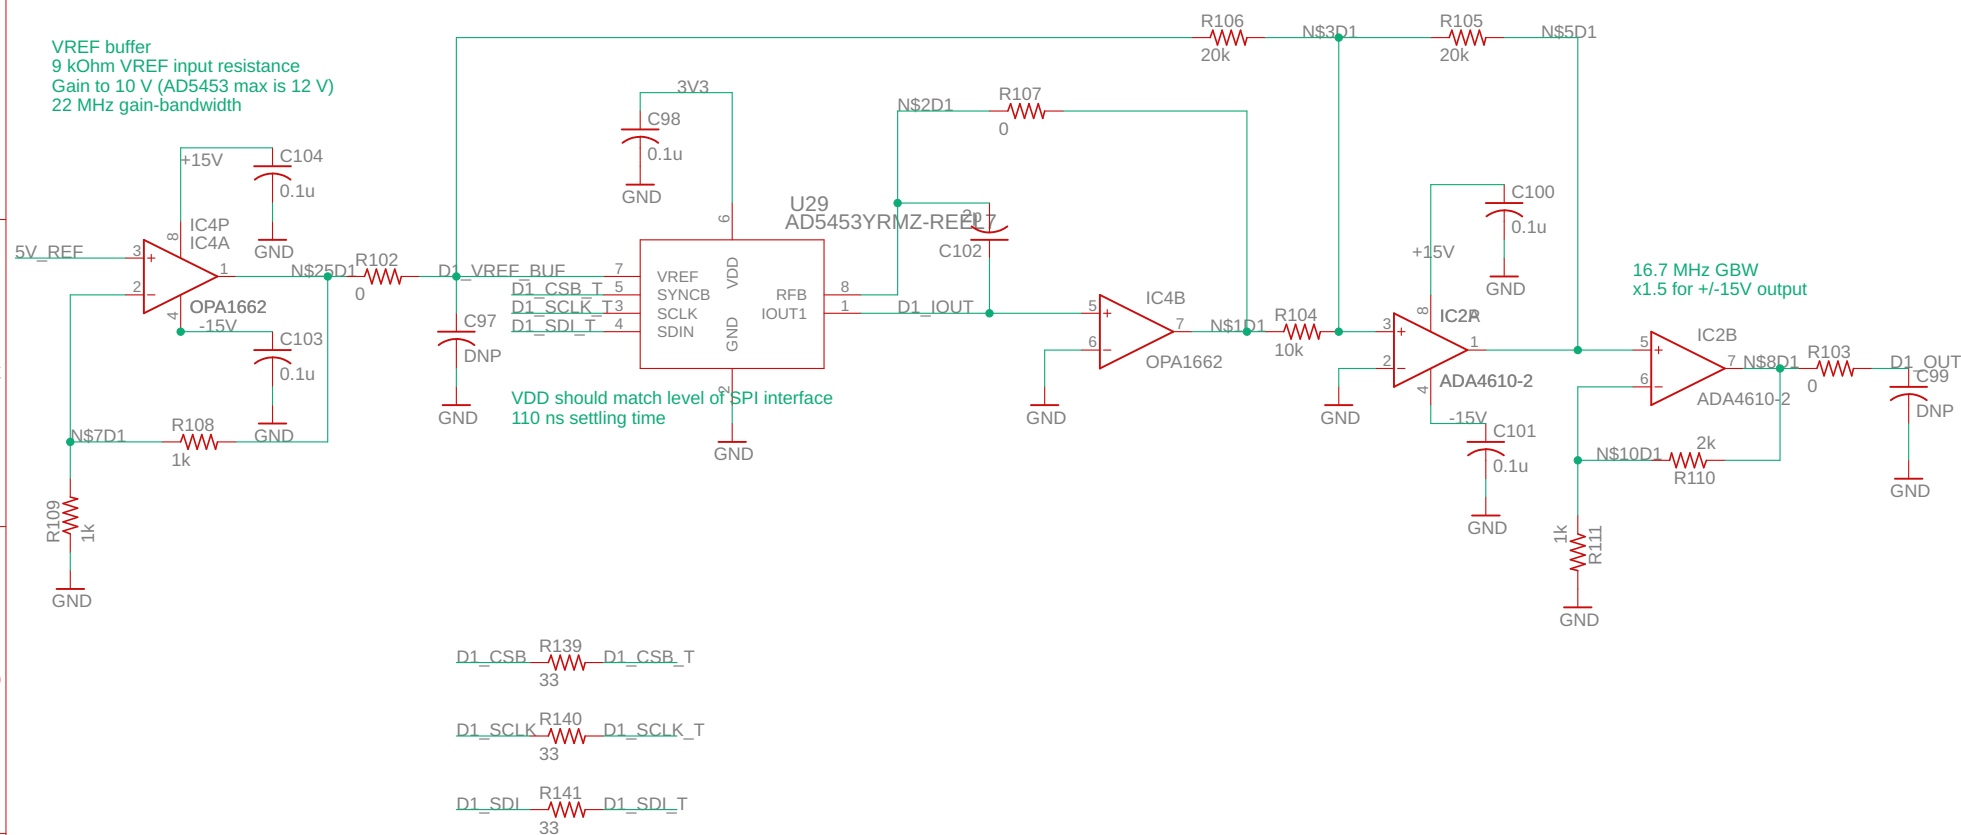 VREF buffer
9 kOhm VREF input resistance
Gain to 10 V (AD5453 max is 12 V)
22 MHz gain-bandwidth
R106
20k
N$3D1
R105
20k
N$5D1
3V3
C98
0.1u
GND
N$2D1
R107
0
+15V
C104
0.1u
GND
IC4P
IC4A
8
5V_REF
3
2
1
4
OPA1662
-15V
C103
0.1u
GND
N$25D1
R102
0
D1_VREF_BUF
D1_CSB_T
D1_SCLK_T
D1_SDI_T
7
5
3
4
C97
DNP
GND
U29
AD5453YRMZ-REEL7
6
VREF
SYNCB
SCLK
SDIN
VDD
GND
RFB
IOUT1
8
1
2
GND
2p
C102
D1_IOUT
VDD should match level of SPI interface
110 ns settling time
5
6
7
IC4B
OPA1662
GND
N$1D1
R104
10k
3
2
GND
+15V
C100
0.1u
GND
8
IC2A
IC2P
1
4
ADA4610-2
-15V
C101
0.1u
GND
16.7 MHz GBW
x1.5 for +/-15V output
IC2B
5
6
7
ADA4610-2
N$8D1
R103
0
D1_OUT
C99
DNP
GND
N$10D1
2k
R110
1k
R111
GND
N$7D1
R108
1k
R109
1k
GND
D1_CSB
R139
33
D1_CSB_T
D1_SCLK
R140
33
D1_SCLK_T
D1_SDI
R141
33
D1_SDI_T